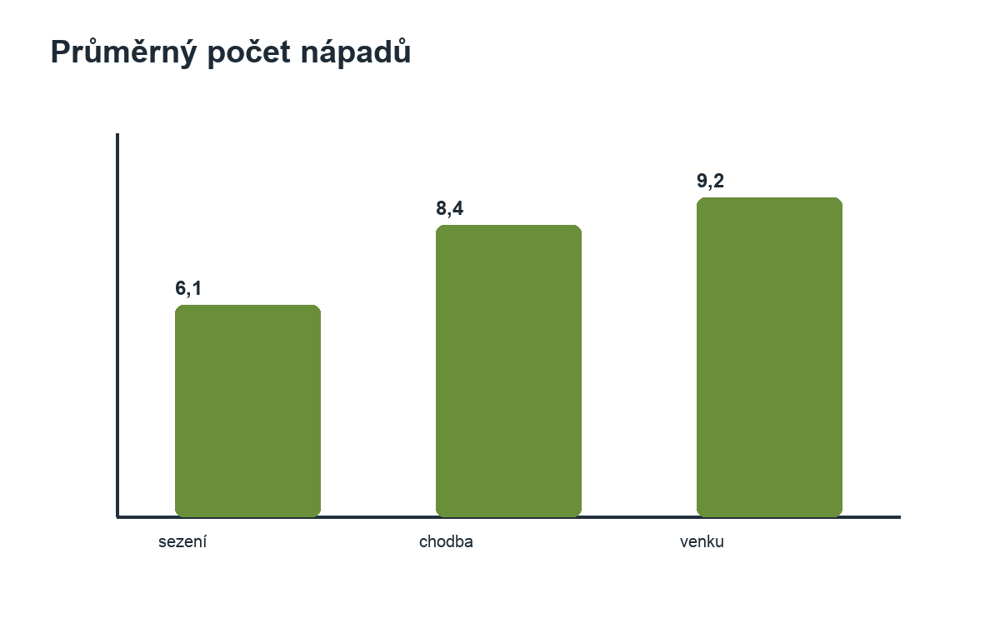 Průměrný počet nápadů
9,2
8,4
6,1
sezení chodba venku